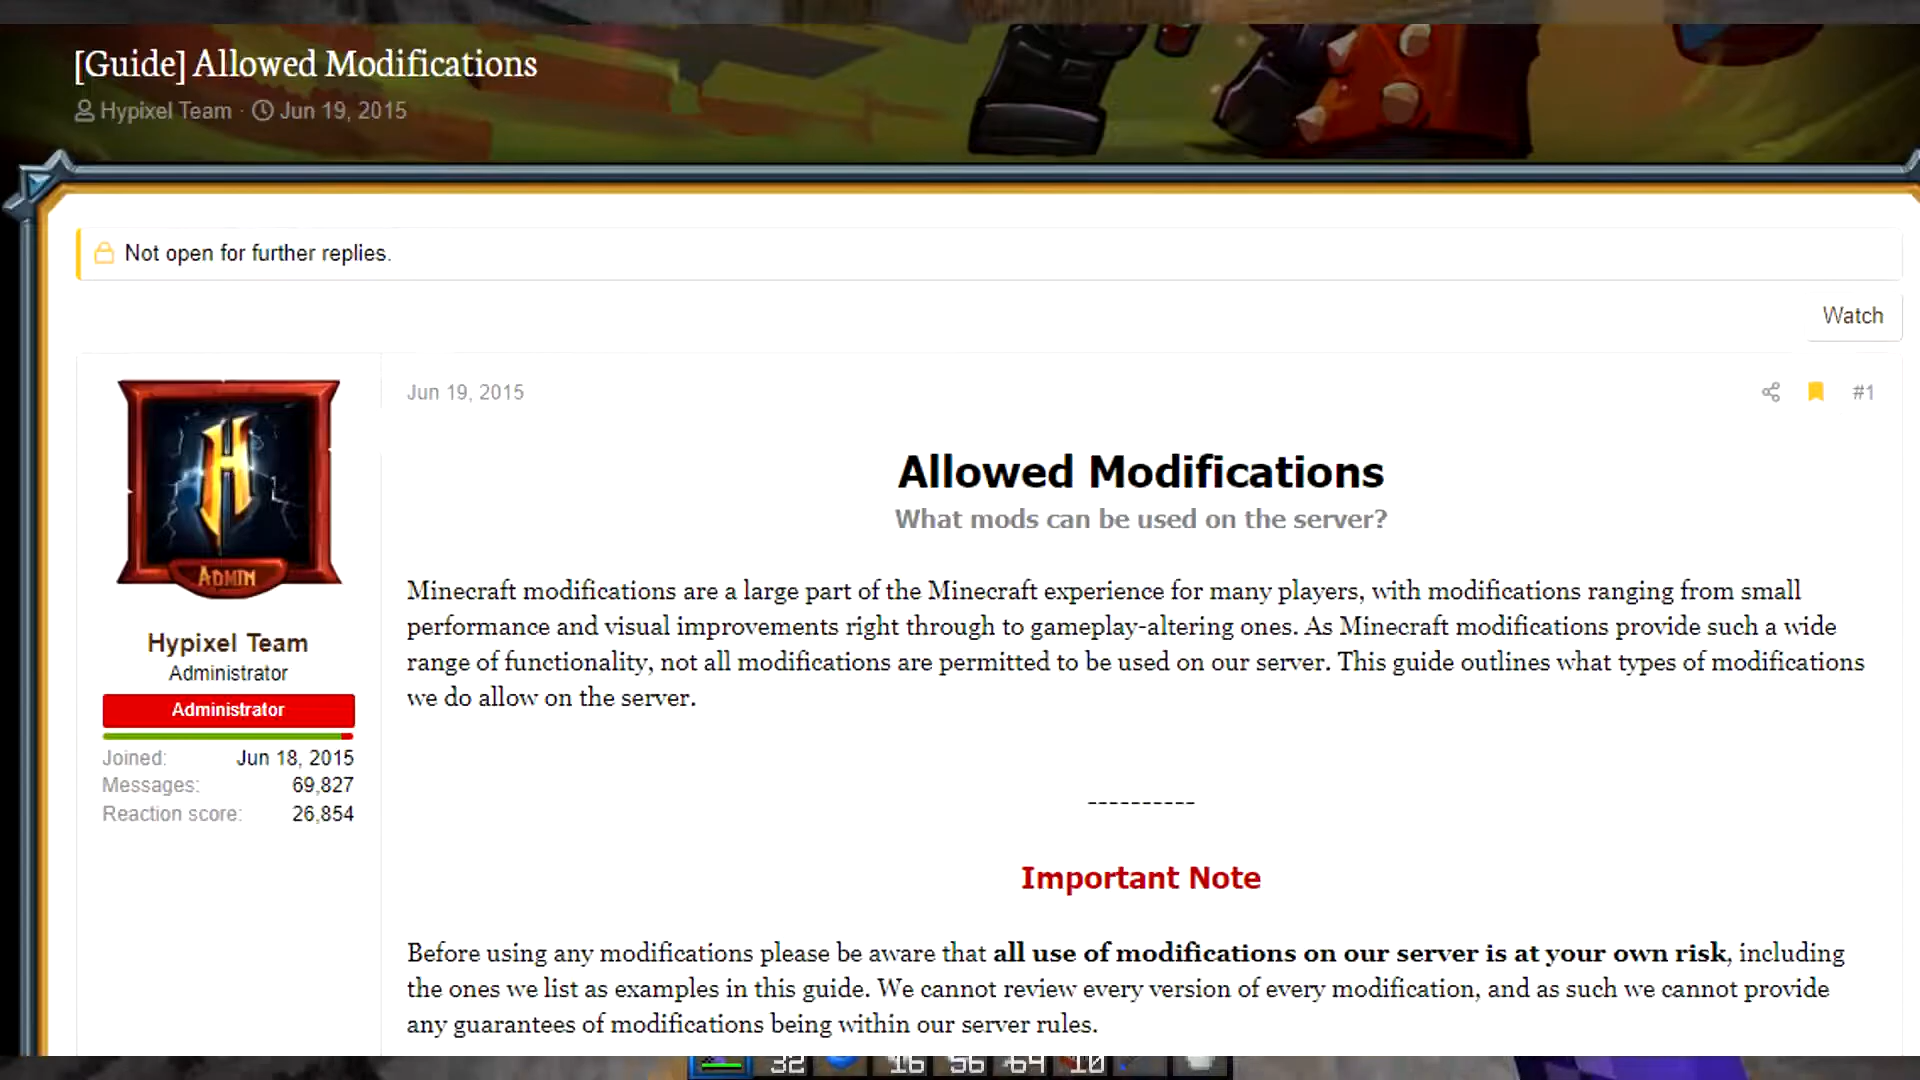 [Guide] Allowed Modifications
Hypixel Team · Jun 19, 2015
Not open for further replies.
Watch
Jun 19, 2015
#1
ADMIN
Hypixel Team
Administrator
Administrator
Joined: Jun 18, 2015
Messages: 69,827
Reaction score: 26,854
Allowed Modifications
What mods can be used on the server?
Minecraft modifications are a large part of the Minecraft experience for many players, with modifications ranging from small
performance and visual improvements right through to gameplay-altering ones. As Minecraft modifications provide such a wide
range of functionality, not all modifications are permitted to be used on our server. This guide outlines what types of modifications
we do allow on the server.
----------
Important Note
Before using any modifications please be aware that all use of modifications on our server is at your own risk, including
the ones we list as examples in this guide. We cannot review every version of every modification, and as such we cannot provide
any guarantees of modifications being within our server rules.
32 16 56 64 10